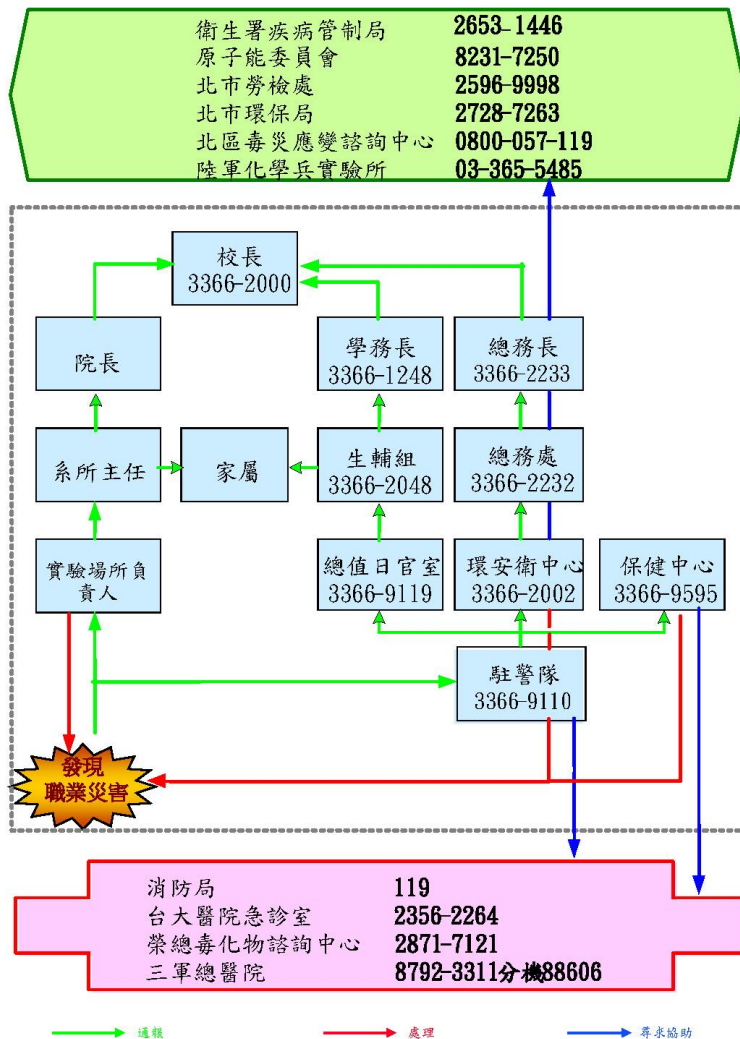 衛生署疾病管制局 2653-1446
原子能委員會 8231-7250
北市勞檢處 2596-9998
北市環保局 2728-7263
北區毒災應變諮詢中心 0800-057-119
陸軍化學兵實驗所 03-365-5485
校長
3366-2000
院長
學務長
3366-1248
總務長
3366-2233
系所主任
家屬
生輔組
3366-2048
總務處
3366-2232
實驗場所負
責人
總值日官室
3366-9119
環安衛中心
3366-2002
保健中心
3366-9595
駐警隊
3366-9110
發現
職業災害
消防局 119
台大醫院急診室 2356-2264
榮總毒化物諮詢中心 2871-7121
三軍總醫院 8792-3311分機88606
通報 處理 尋求協助